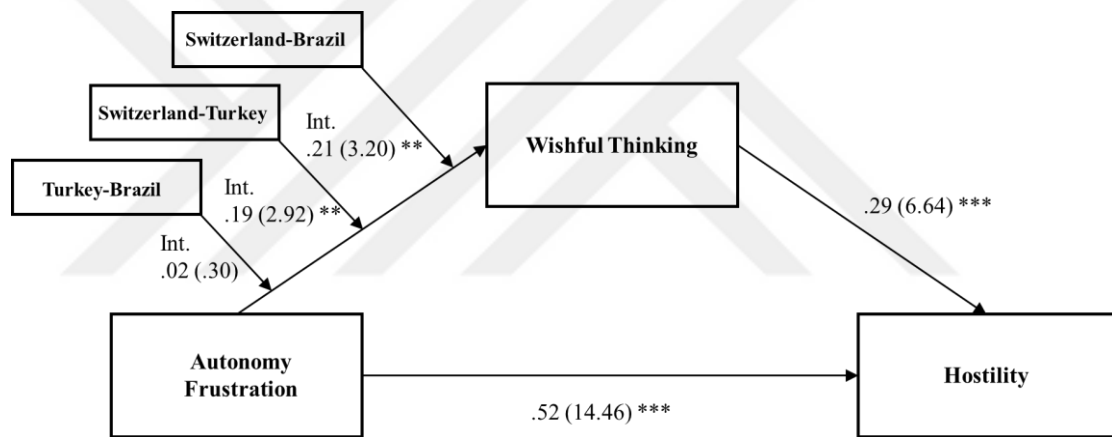 Switzerland-Brazil
Int.
.21 (3.20) **
Switzerland-Turkey
Int.
.19 (2.92) **
Turkey-Brazil
Int.
.02 (.30)
Wishful Thinking
.29 (6.64) ***
Autonomy
Frustration
.52 (14.46) ***
Hostility